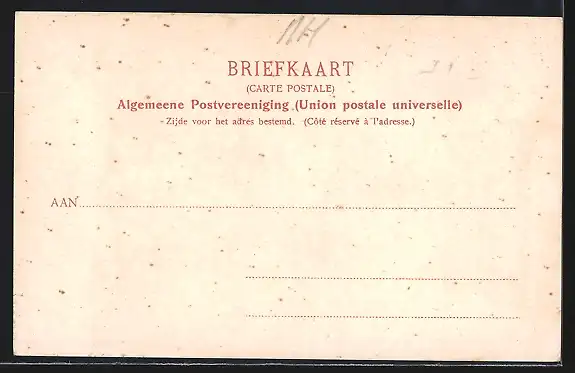 BRIEFKAART
(CARTE POSTALE)
Algemeene Postvereeniging (Union postale universelle)
Zijde voor het adres bestemd. (Côté réservé à l'adresse.)
AAN